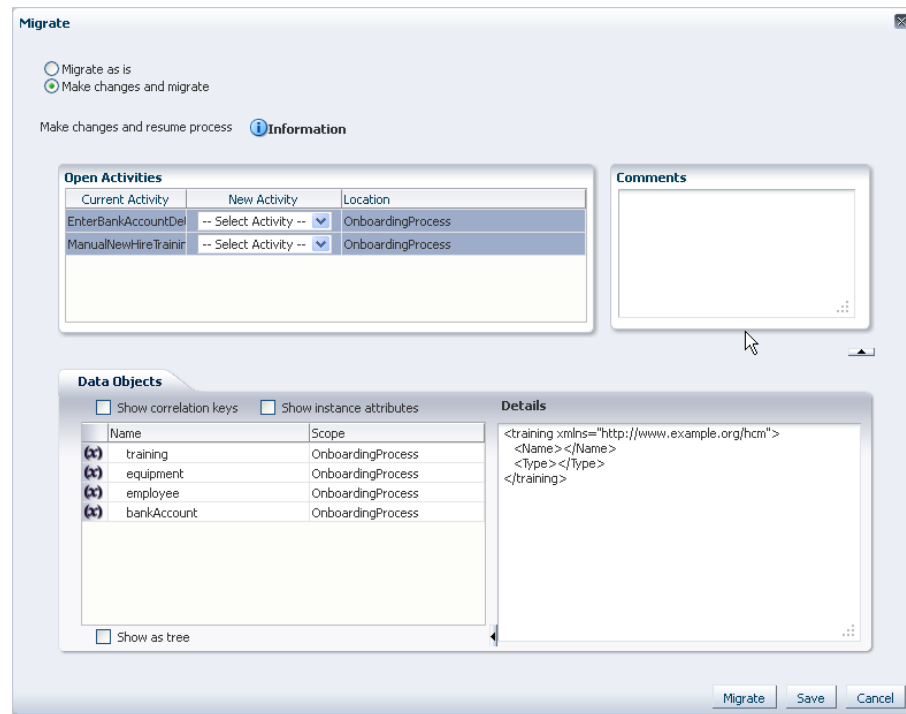 Migrate
Migrate as is
Make changes and migrate
Make changes and resume process Information
Open Activities
Current Activity New Activity Location
EnterBankAccountDel -- Select Activity -- OnboardingProcess
ManualNewHireTrainin -- Select Activity -- OnboardingProcess
Comments
Data Objects
Show correlation keys Show instance attributes
Name Scope
(x) training OnboardingProcess
(x) equipment OnboardingProcess
(x) employee OnboardingProcess
(x) bankAccount OnboardingProcess
Show as tree
Details
<training xmlns="http://www.example.org/hcm">
<Name></Name>
<Type></Type>
</training>
Migrate Save Cancel